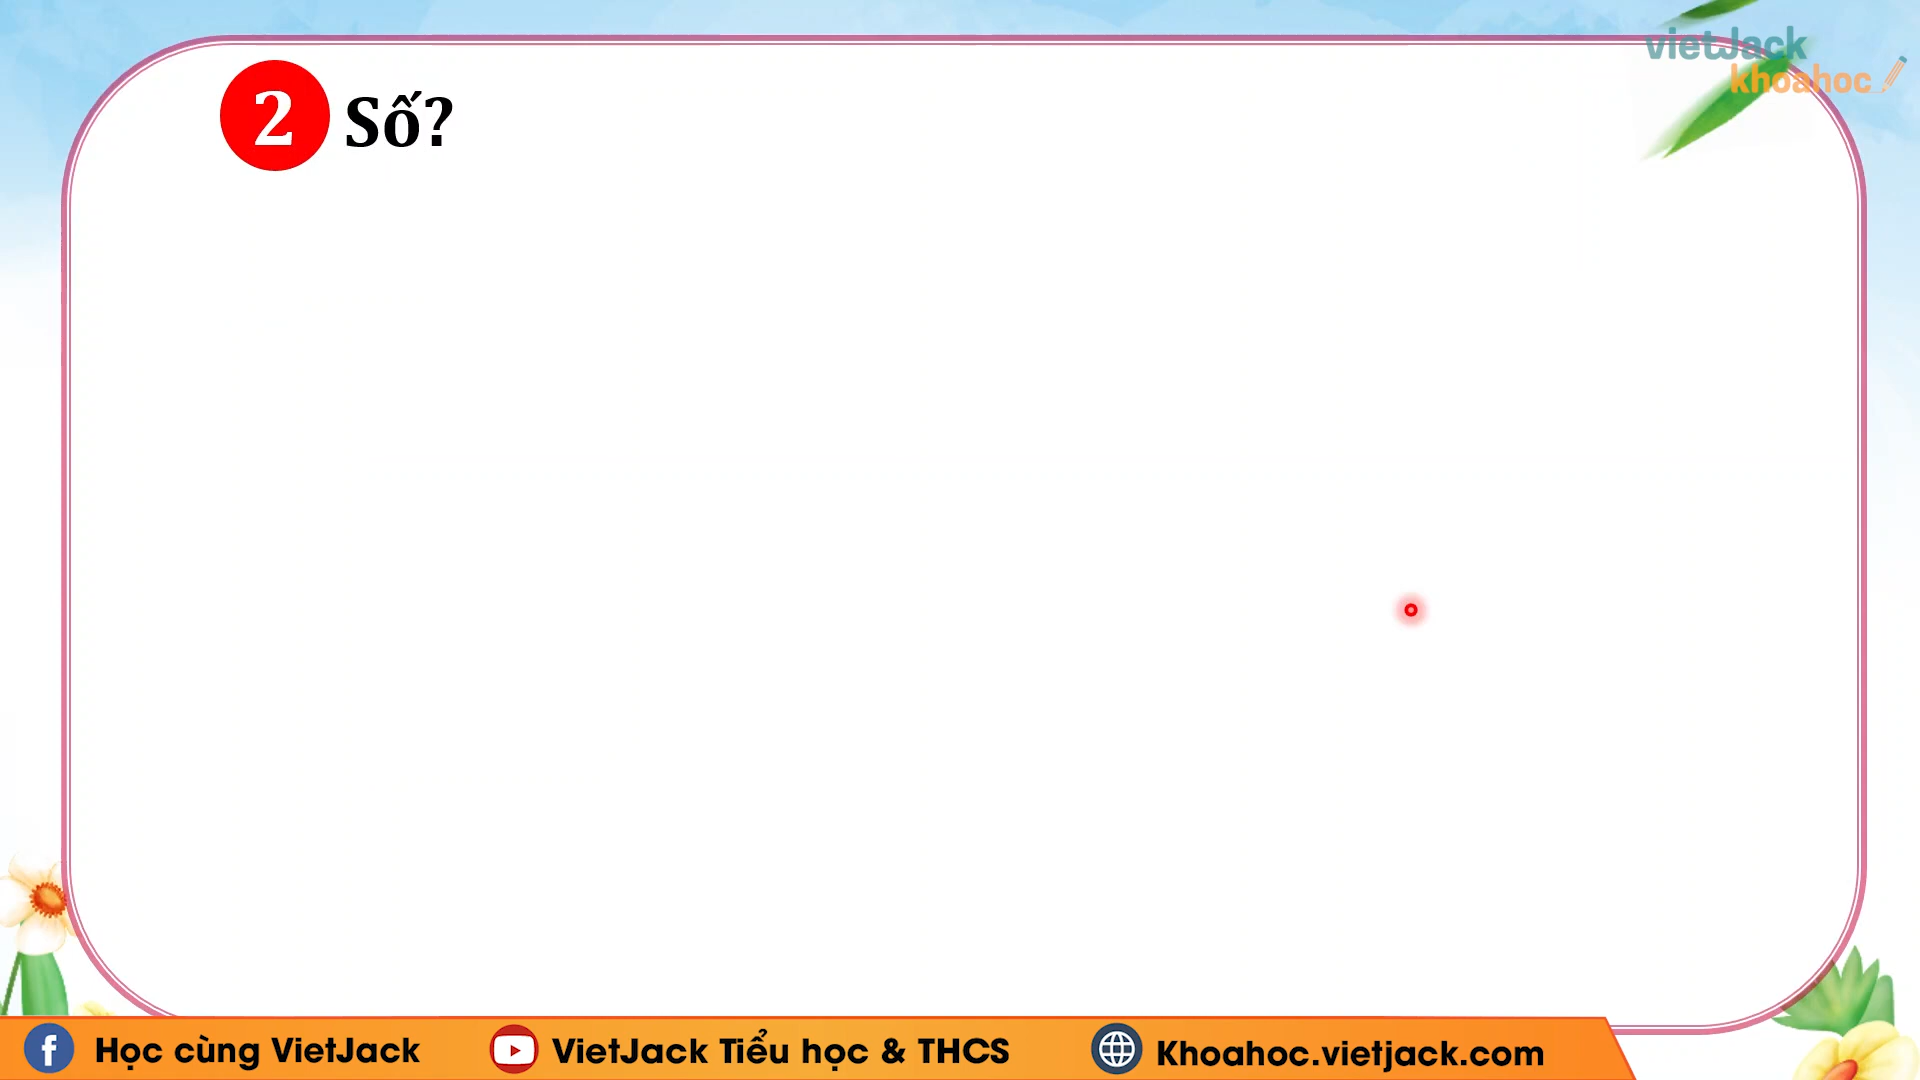 vietJack
khoahoc
2 Số?
Học cùng VietJack
VietJack Tiểu học & THCS
Khoahoc.vietjack.com